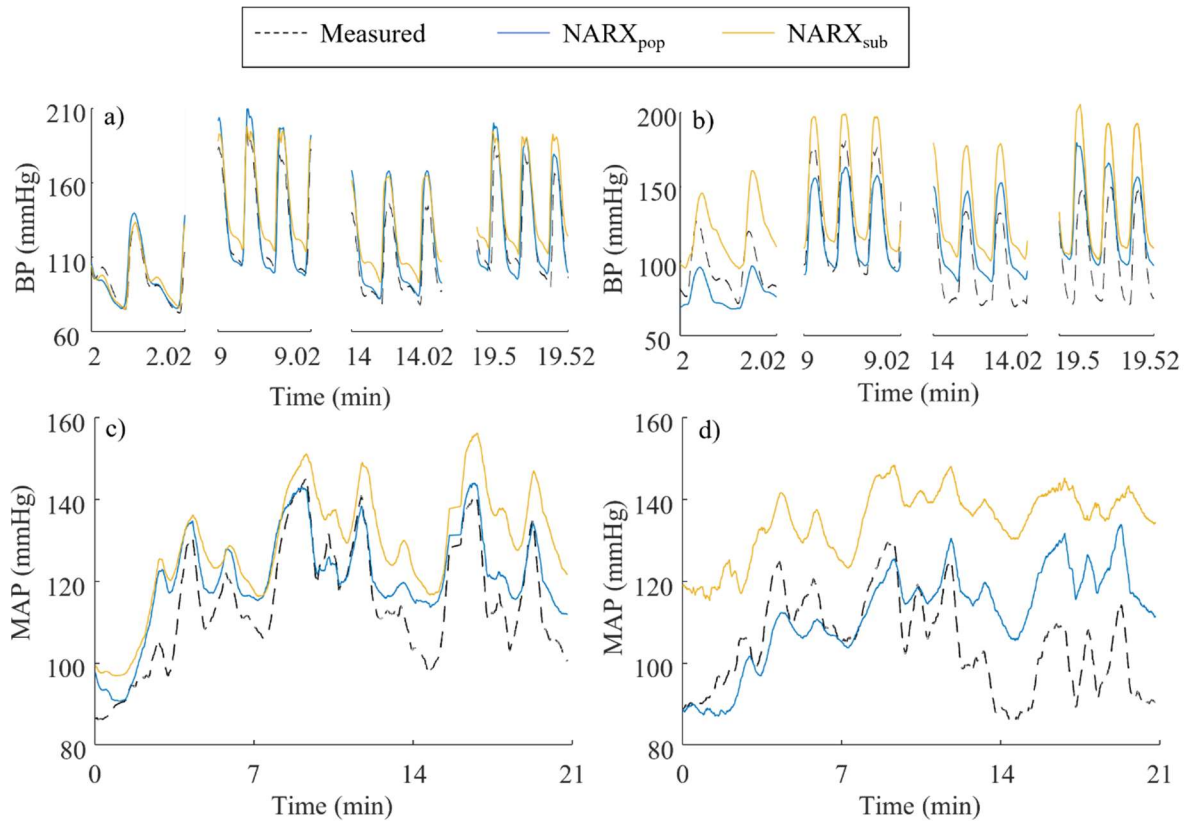 Measured NARXpop NARXsub
a)
210
160
110
60
BP (mmHg)
2 2.02 9 9.02 14 14.02 19.5 19.52
Time (min)
b)
200
150
100
50
BP (mmHg)
2 2.02 9 9.02 14 14.02 19.5 19.52
Time (min)
c)
160
140
120
100
80
MAP (mmHg)
0 7 14 21
Time (min)
d)
160
140
120
100
80
MAP (mmHg)
0 7 14 21
Time (min)